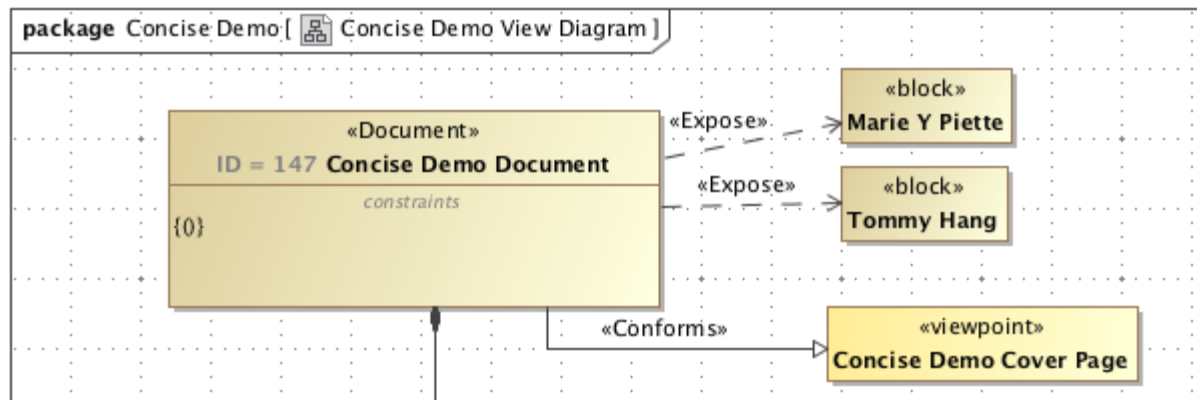 package Concise Demo [ Concise Demo View Diagram ]
«Document»
ID = 147 Concise Demo Document
constraints
{()}
«Expose»
«block»
Marie Y Piette
«Expose»
«block»
Tommy Hang
«Conforms»
«viewpoint»
Concise Demo Cover Page